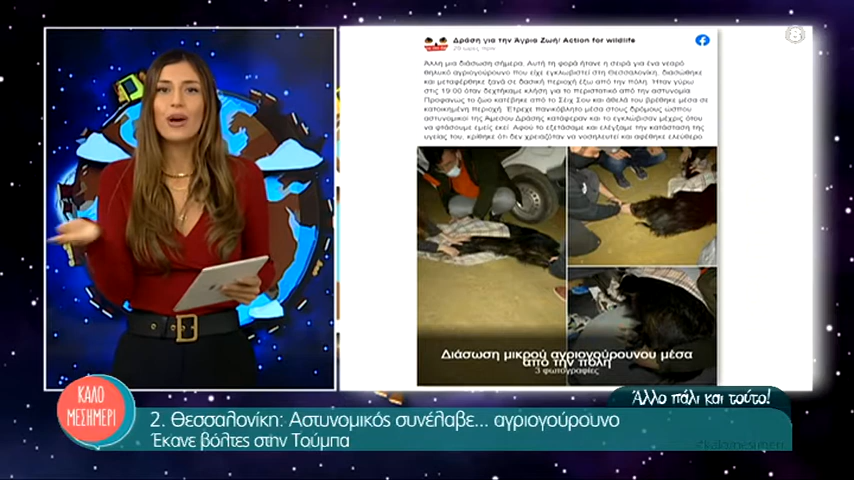 Δράση για την Άγρια Ζωή! Action for wildlife
Άλλη μια διάσωση σήμερα. Αυτή τη φορά ήτανε η σειρά για ένα νεαρό
θηλυκό αγριογούρουνο που είχε εγκλωβιστεί στη Θεσσαλονίκη, διασώθηκε
και μεταφέρθηκε ξανά σε δασική περιοχή έξω από την πόλη. Ήταν γύρω
στις 19:00 όταν δεχτήκαμε κλήση για το περιστατικό από την αστυνομία
Προφανώς το ζώο κατέβηκε από το Σέιχ Σου και άθελά του βρέθηκε μέσα σε
κατοικημένη περιοχή. Έτρεχε πανικόβλητο μέσα στους δρόμους ώσπου
αστυνομικοί της Άμεσου Δράσης κατάφεραν και το εγκλώβισαν μέχρις ότου
να φτάσουμε εμείς εκεί. Αφού το εξετάσαμε και ελέγξαμε την κατάσταση της
υγείας του, κρίθηκε ότι δεν χρειαζόταν να νοσηλευτεί και αφέθηκε ελεύθερο.
Διάσωση μικρού αγριογούρουνου μέσα
από την πόλη
3 φωτογραφίες
8
ΚΑΛΟ
ΜΕΣΗΜΕΡΙ
Άλλο πάλι και τούτο!
2. Θεσσαλονίκη: Αστυνομικός συνέλαβε... αγριογούρουνο
Έκανε βόλτες στην Τούμπα
#kalomesimeri